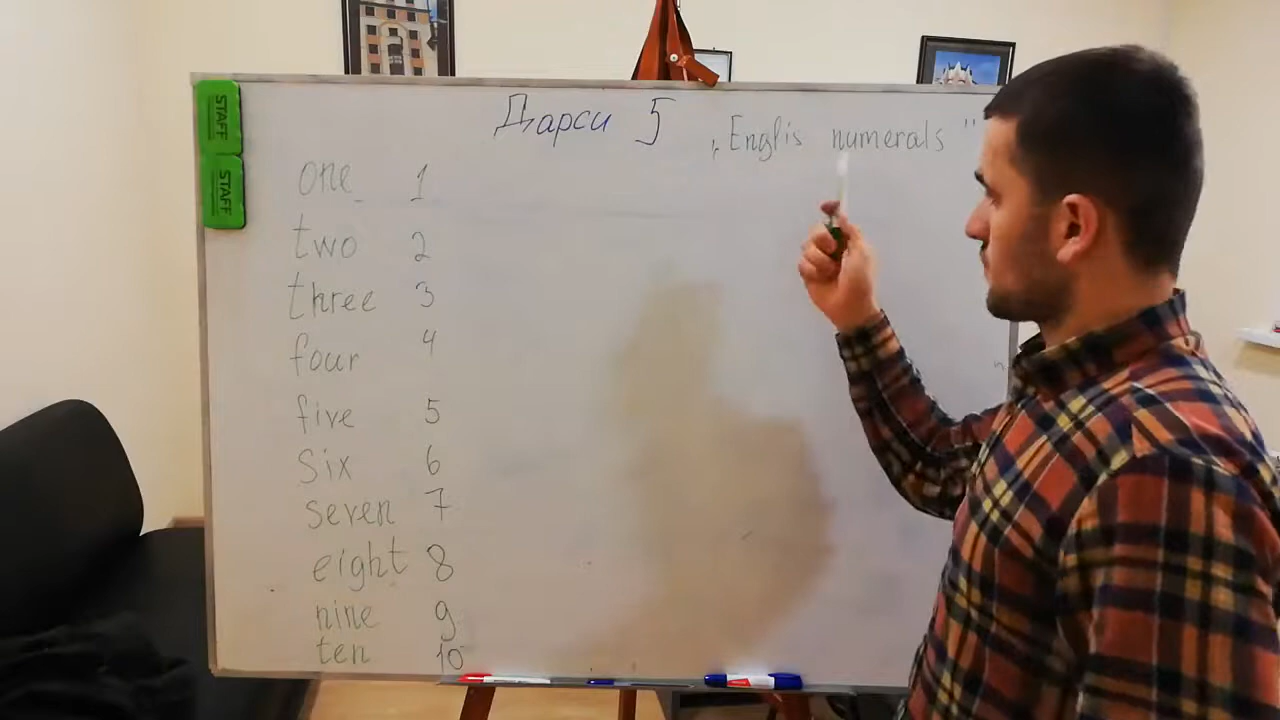 STAFF
STAFF
Дарси 5
„Englis numerals"
one 1
two 2
three 3
four 4
five 5
six 6
seven 7
eight 8
nine 9
ten 10